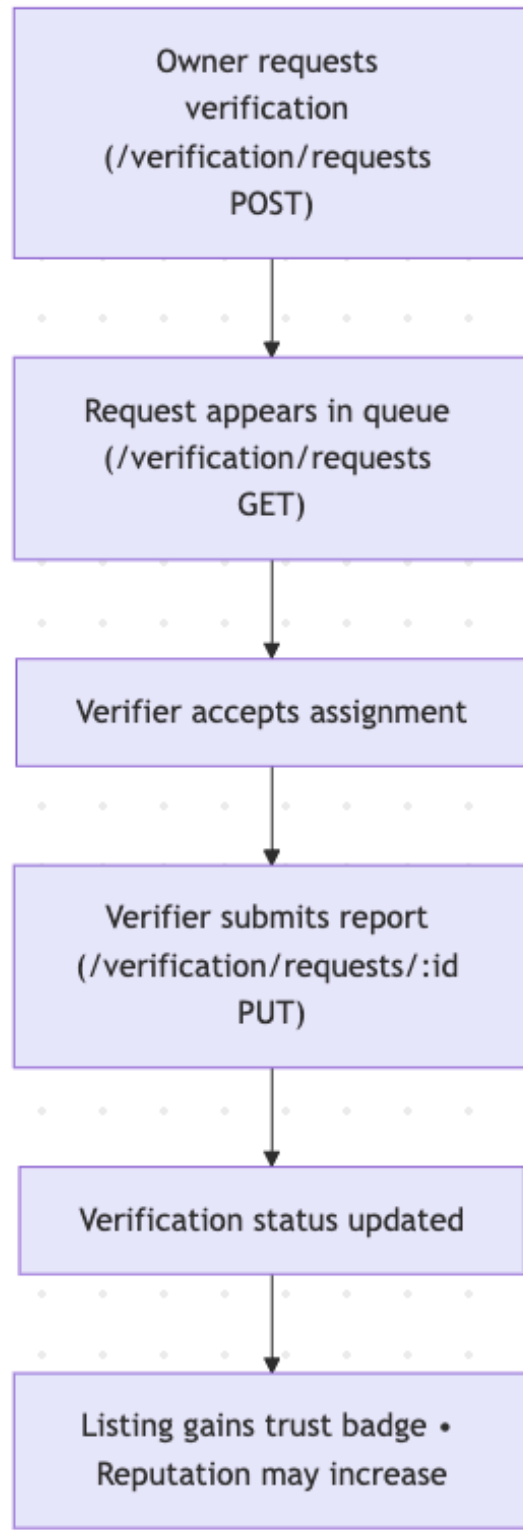 Owner requests
verification
(/verification/requests
POST)
Request appears in queue
(/verification/requests
GET)
Verifier accepts assignment
Verifier submits report
(/verification/requests/:id
PUT)
Verification status updated
Listing gains trust badge •
Reputation may increase